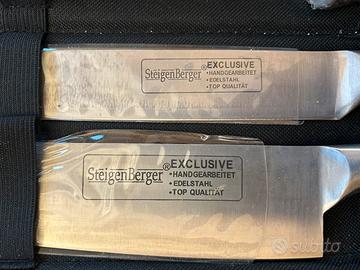 SteigenBerger® EXCLUSIVE
• HANDGEARBEITET
• EDELSTAHL
• TOP QUALITÄT
SteigenBerger® EXCLUSIVE
• HANDGEARBEITET
• EDELSTAHL
• TOP QUALITÄT
subito